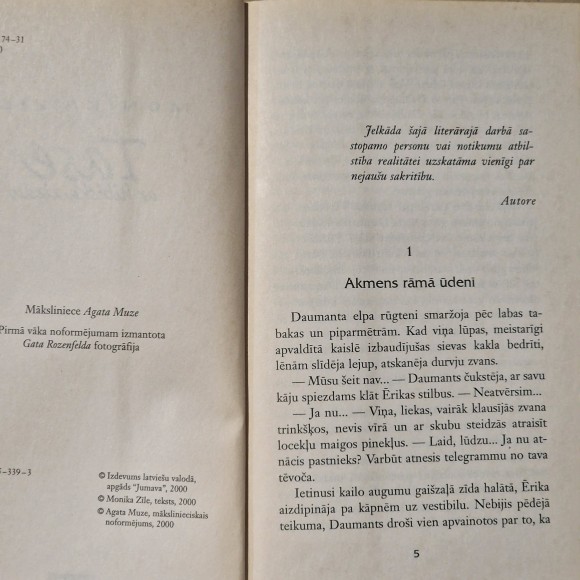 74–31
Māksliniece Agata Muze
Pirmā vāka noformējumam izmantota
Gata Rozenfelda fotogrāfija
–339–3
© Izdevums latviešu valodā,
apgāds “Jumava”, 2000
© Monika Zīle, teksts, 2000
© Agata Muze, mākslinieciskais
noformējums, 2000
Jelkāda šajā literārajā darbā sa-
stopamo personu vai notikumu atbil-
stība realitātei uzskatāma vienīgi par
nejaušu sakritību.
Autore
1
Akmens rāmā ūdenī
Daumanta elpa rūgteni smaržoja pēc labas ta-
bakas un piparmētrām. Kad viņa lūpas, meistarīgi
apvaldītā kaislē izbaudījušas sievas kakla bedrīti,
lēnām slīdēja lejup, atskanēja durvju zvans.
— Mūsu šeit nav... — Daumants čukstēja, ar savu
kāju spiezdams klāt Ērikas stilbus. — Neatvērsim...
— Ja nu... — Viņa, liekas, vairāk klausījās zvana
trinkšķos, nevis vīrā un ar skubu steidzās atraisīt
locekļu maigos pinekļus. — Laid, lūdzu... Ja nu at-
nācis pastnieks? Varbūt atnesis telegrammu no tava
tēvoča.
Ietinusi kailo augumu gaišzaļā zīda halātā, Ērika
aizdipināja pa kāpnēm uz vestibilu. Nebijis pēdējā
teikuma, Daumants droši vien apvainotos par to, ka
5